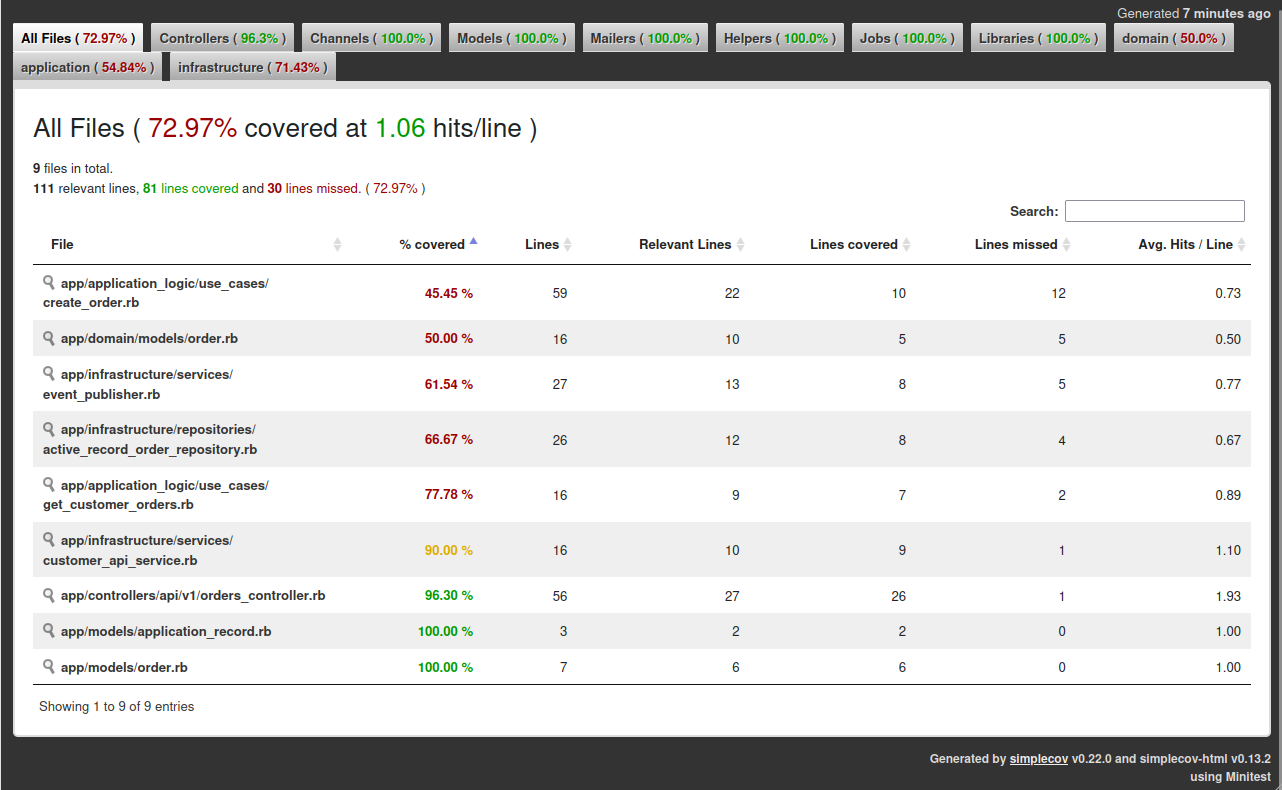 Generated 7 minutes ago
All Files ( 72.97% ) Controllers ( 96.3% ) Channels ( 100.0% ) Models ( 100.0% ) Mailers ( 100.0% ) Helpers ( 100.0% ) Jobs ( 100.0% ) Libraries ( 100.0% ) domain ( 50.0% )
application ( 54.84% ) infrastructure ( 71.43% )
All Files ( 72.97% covered at 1.06 hits/line )
9 files in total.
111 relevant lines, 81 lines covered and 30 lines missed. ( 72.97% )
Search:
File % covered Lines Relevant Lines Lines covered Lines missed Avg. Hits / Line
app/application_logic/use_cases/
create_order.rb 45.45 % 59 22 10 12 0.73
app/domain/models/order.rb 50.00 % 16 10 5 5 0.50
app/infrastructure/services/
event_publisher.rb 61.54 % 27 13 8 5 0.77
app/infrastructure/repositories/
active_record_order_repository.rb 66.67 % 26 12 8 4 0.67
app/application_logic/use_cases/
get_customer_orders.rb 77.78 % 16 9 7 2 0.89
app/infrastructure/services/
customer_api_service.rb 90.00 % 16 10 9 1 1.10
app/controllers/api/v1/orders_controller.rb 96.30 % 56 27 26 1 1.93
app/models/application_record.rb 100.00 % 3 2 2 0 1.00
app/models/order.rb 100.00 % 7 6 6 0 1.00
Showing 1 to 9 of 9 entries
Generated by simplecov v0.22.0 and simplecov-html v0.13.2
using Minitest